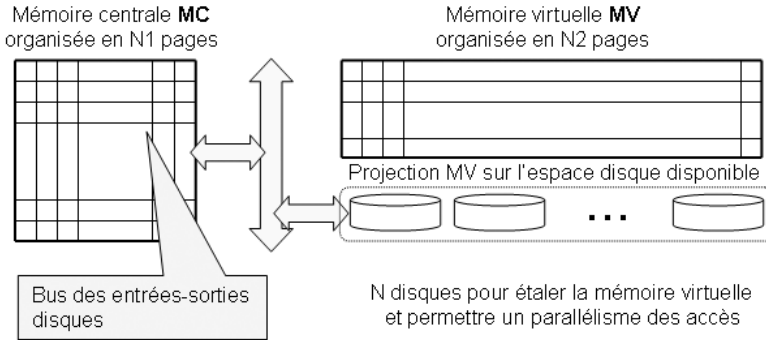 Mémoire centrale MC
organisée en N1 pages
Mémoire virtuelle MV
organisée en N2 pages
Projection MV sur l'espace disque disponible
...
Bus des entrées-sorties
disques
N disques pour étaler la mémoire virtuelle
et permettre un parallélisme des accès